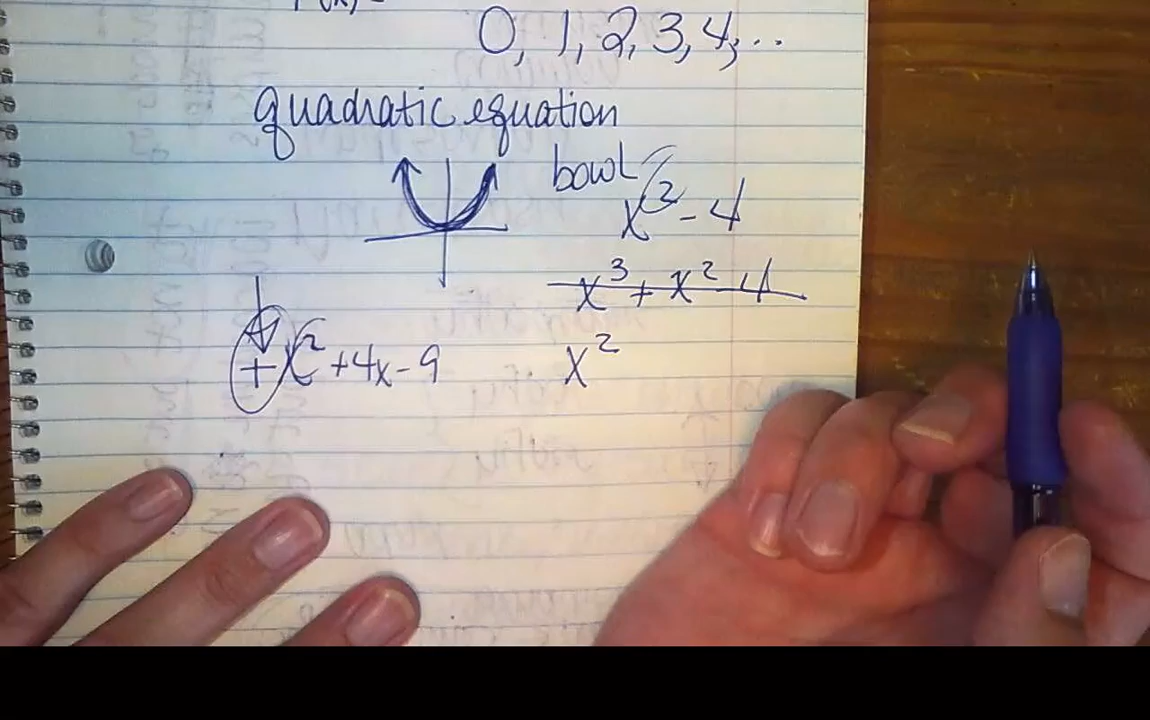 0, 1, 2, 3, 4, ..
quadratic equation
bowl
x² - 4
x³ + x² - 4
+x² + 4x - 9
x²